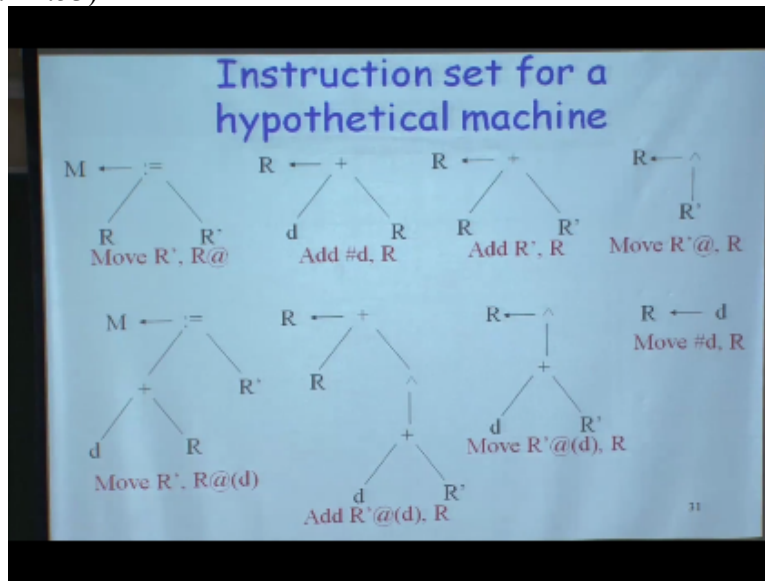 Instruction set for a
hypothetical machine
M ← := R ← + R ← + R ← ^
R R' d R R R' R'
Move R', R@ Add #d, R Add R', R Move R'@, R
M ← := R ← + R ← ^ R ← d
Move #d, R
+ R' R ^ +
d R + d R'
Move R', R@(d) Move R'@(d), R
d R'
Add R'@(d), R
31